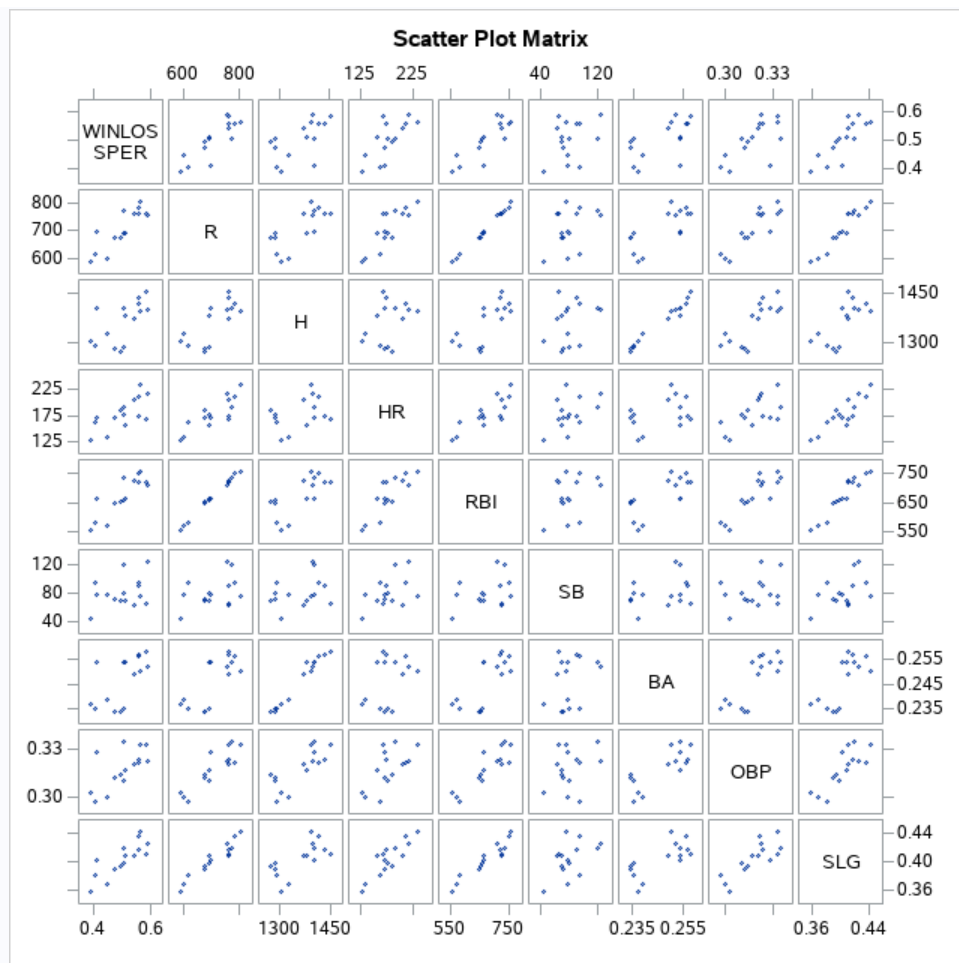 Scatter Plot Matrix
600 800 125 225 40 120 0.30 0.33
WINLOS
SPER
0.6
0.5
0.4
800
700
600
R
H
1450
1300
225
175
125
HR
RBI
750
650
550
120
80
40
SB
BA
0.255
0.245
0.235
0.33
0.30
OBP
SLG
0.44
0.40
0.36
0.4 0.6 1300 1450 550 750 0.235 0.255 0.36 0.44